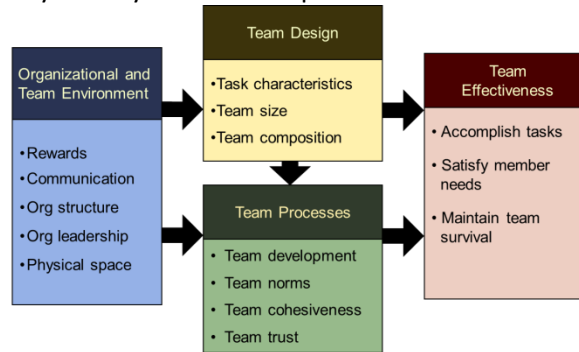 Organizational and
Team Environment
•Rewards
•Communication
•Org structure
•Org leadership
•Physical space
Team Design
•Task characteristics
•Team size
•Team composition
Team Processes
• Team development
• Team norms
• Team cohesiveness
• Team trust
Team
Effectiveness
• Accomplish tasks
• Satisfy member
needs
• Maintain team
survival